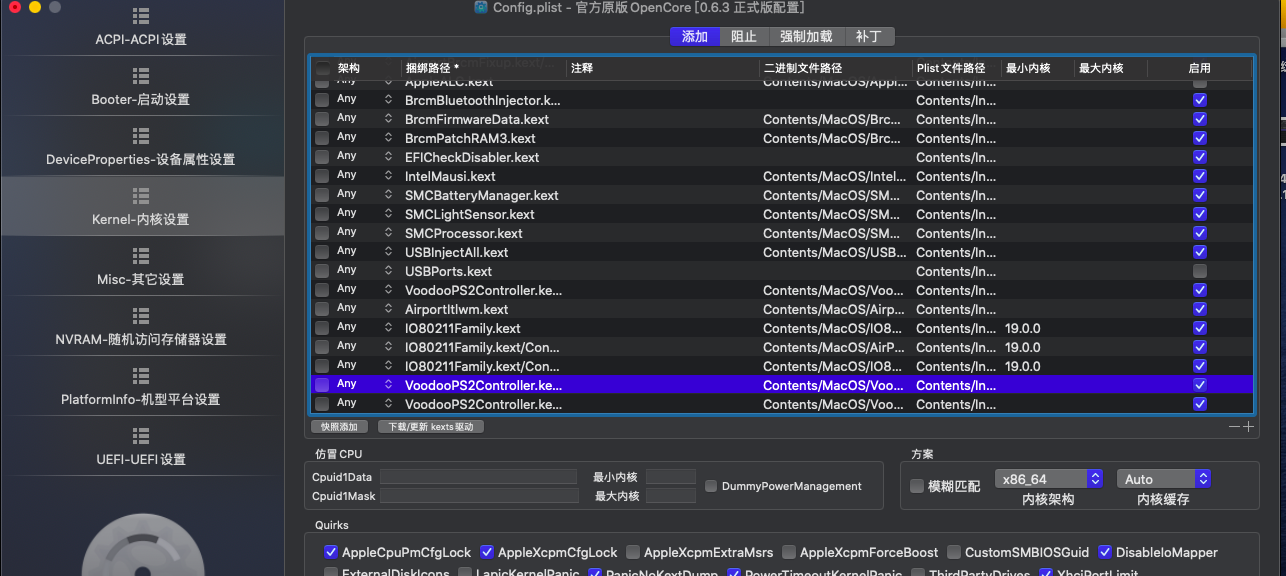 Config.plist - 官方原版 OpenCore [0.6.3 正式版配置]
ACPI-ACPI 设置
Booter-启动设置
DeviceProperties-设备属性设置
Kernel-内核设置
Misc-其它设置
NVRAM-随机访问存储器设置
PlatformInfo-机型平台设置
UEFI-UEFI 设置
添加 阻止 强制加载 补丁
架构 捆绑路径 * 注释 二进制文件路径 Plist 文件路径 最小内核 最大内核 启用
Any AppleALC.kext Contents/MacOS/Appl... Contents/In...
Any BrcmBluetoothInjector.k... Contents/In...
Any BrcmFirmwareData.kext Contents/MacOS/Brc... Contents/In...
Any BrcmPatchRAM3.kext Contents/MacOS/Brc... Contents/In...
Any EFICheckDisabler.kext Contents/In...
Any IntelMausi.kext Contents/MacOS/Intel... Contents/In...
Any SMCBatteryManager.kext Contents/MacOS/SM... Contents/In...
Any SMCLightSensor.kext Contents/MacOS/SM... Contents/In...
Any SMCProcessor.kext Contents/MacOS/SM... Contents/In...
Any USBInjectAll.kext Contents/MacOS/USB... Contents/In...
Any USBPorts.kext Contents/In...
Any VoodooPS2Controller.ke... Contents/MacOS/Voo... Contents/In...
Any AirportItlwm.kext Contents/MacOS/Airp... Contents/In...
Any IO80211Family.kext Contents/MacOS/IO8... Contents/In... 19.0.0
Any IO80211Family.kext/Con... Contents/MacOS/AirP... Contents/In... 19.0.0
Any IO80211Family.kext/Con... Contents/MacOS/IO8... Contents/In... 19.0.0
Any VoodooPS2Controller.ke... Contents/MacOS/Voo... Contents/In...
Any VoodooPS2Controller.ke... Contents/MacOS/Voo... Contents/In...
快照添加 下载/更新 kexts 驱动
仿冒 CPU
Cpuid1Data 最小内核
Cpuid1Mask 最大内核
DummyPowerManagement
方案
模糊匹配 x86_64 Auto
内核架构 内核缓存
Quirks
AppleCpuPmCfgLock AppleXcpmCfgLock AppleXcpmExtraMsrs AppleXcpmForceBoost CustomSMBIOSGuid DisableIoMapper
ExternalDiskIcons LapicKernelPanic PanicNoKextDump PowerTimeoutKernelPanic ThirdPartyDrives XhciPortLimit